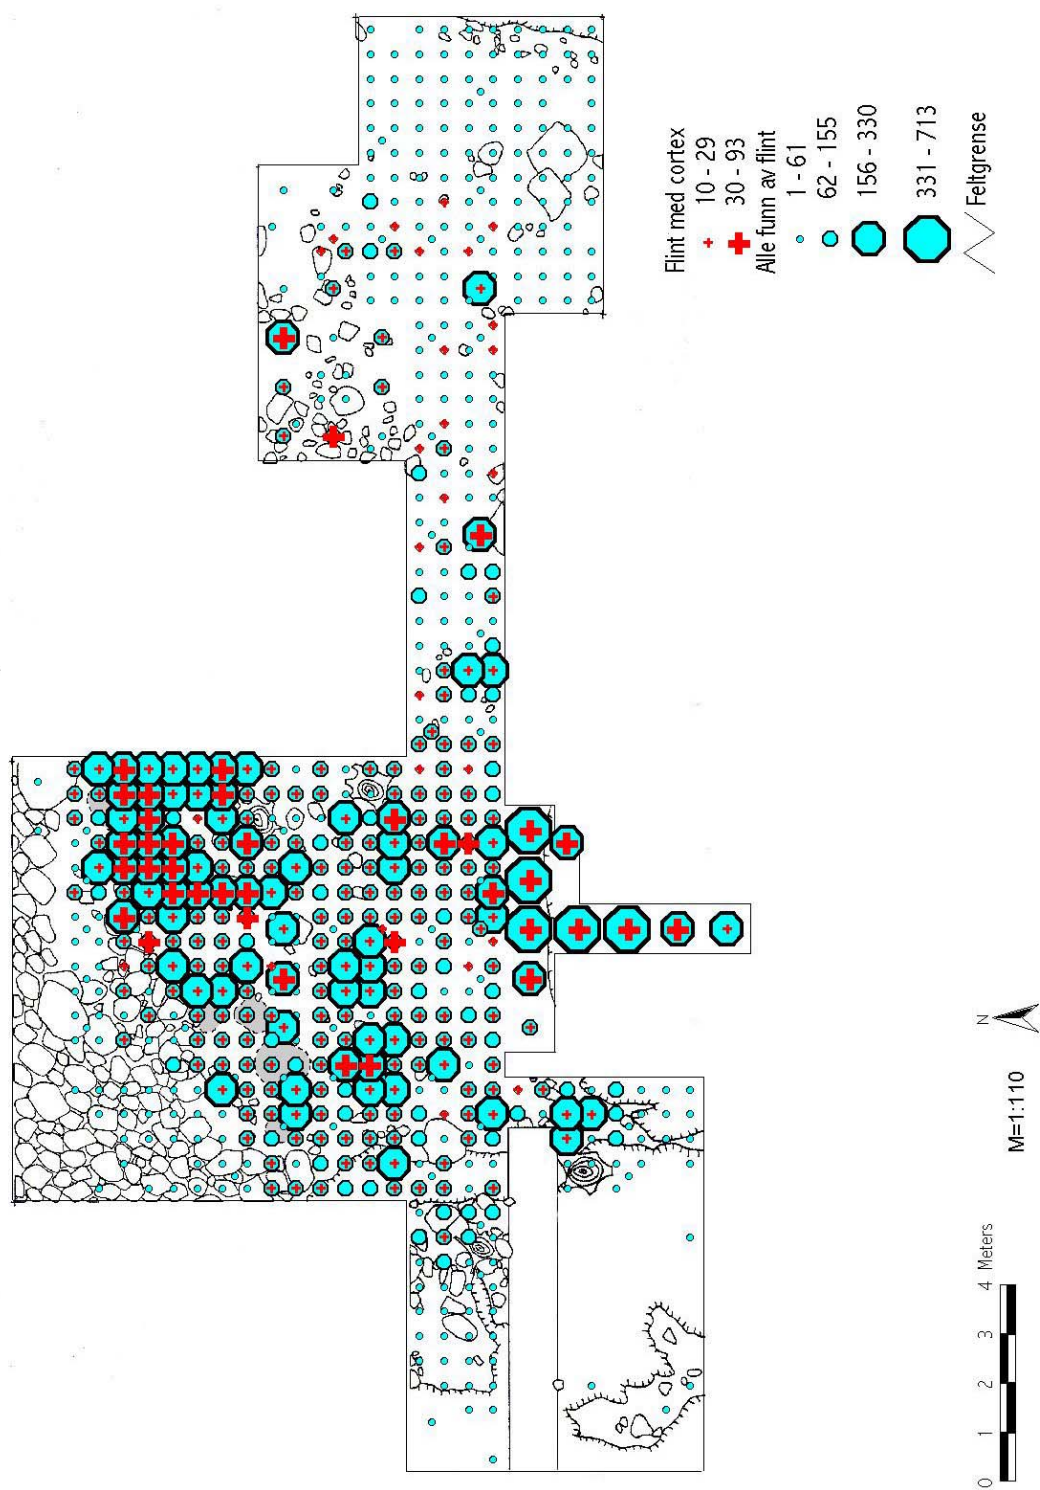 Flint med cortex
10 - 29
30 - 93
Alle funn av flint
1 - 61
62 - 155
156 - 330
331 - 713
Feltgrense
N
M=1:110
0 1 2 3 4 Meters